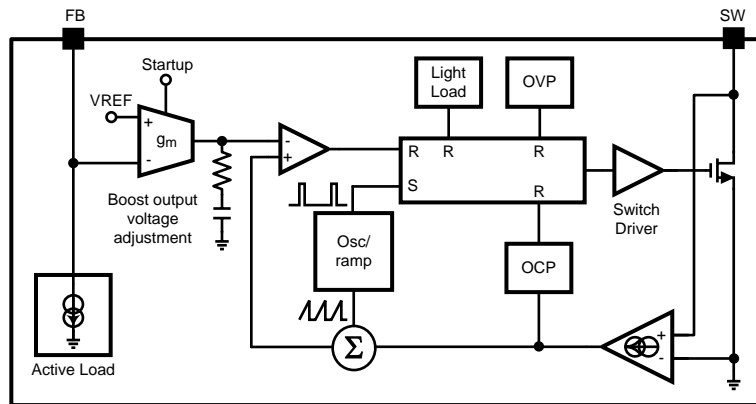 FB
SW
Startup
VREF
+
gm
-
-
+
Light
Load
OVP
R
R
R
S
R
Boost output
voltage
adjustment
Osc/
ramp
OCP
Switch
Driver
Σ
+
-
Active Load